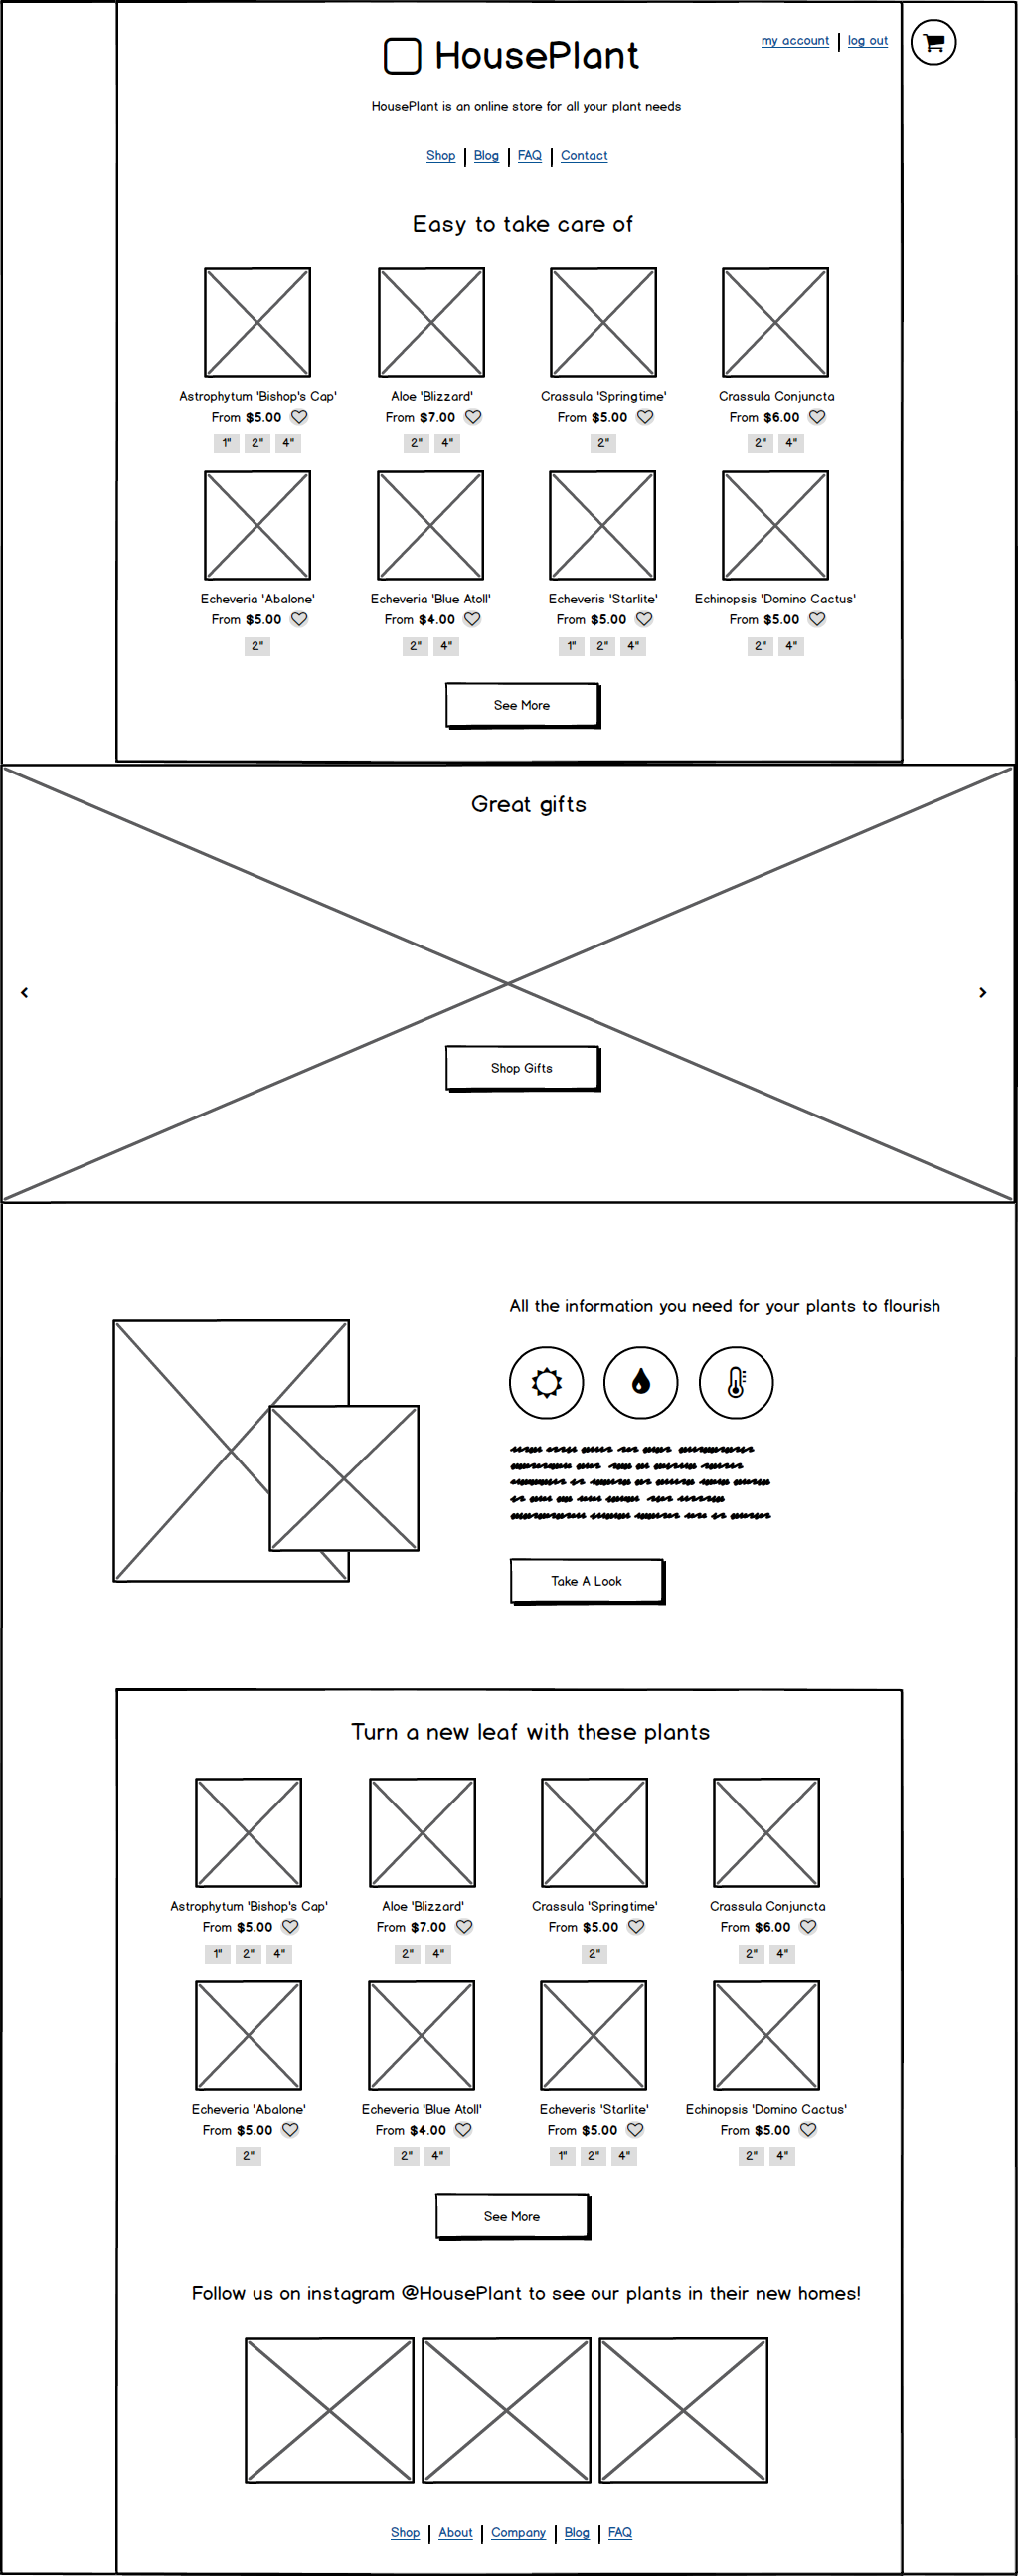 my account | log out
HousePlant
HousePlant is an online store for all your plant needs
Shop | Blog | FAQ | Contact
Easy to take care of
Astrophytum 'Bishop's Cap' Aloe 'Blizzard' Crassula 'Springtime' Crassula Conjuncta
From $5.00 From $7.00 From $5.00 From $6.00
1" 2" 4" 2" 4" 2" 2" 4"
Echeveria 'Abalone' Echeveria 'Blue Atoll' Echeveris 'Starlite' Echinopsis 'Domino Cactus'
From $5.00 From $4.00 From $5.00 From $5.00
2" 2" 4" 1" 2" 4" 2" 4"
See More
Great gifts
Shop Gifts
All the information you need for your plants to flourish
Take A Look
Turn a new leaf with these plants
Astrophytum 'Bishop's Cap' Aloe 'Blizzard' Crassula 'Springtime' Crassula Conjuncta
From $5.00 From $7.00 From $5.00 From $6.00
1" 2" 4" 2" 4" 2" 2" 4"
Echeveria 'Abalone' Echeveria 'Blue Atoll' Echeveris 'Starlite' Echinopsis 'Domino Cactus'
From $5.00 From $4.00 From $5.00 From $5.00
2" 2" 4" 1" 2" 4" 2" 4"
See More
Follow us on instagram @HousePlant to see our plants in their new homes!
Shop | About | Company | Blog | FAQ